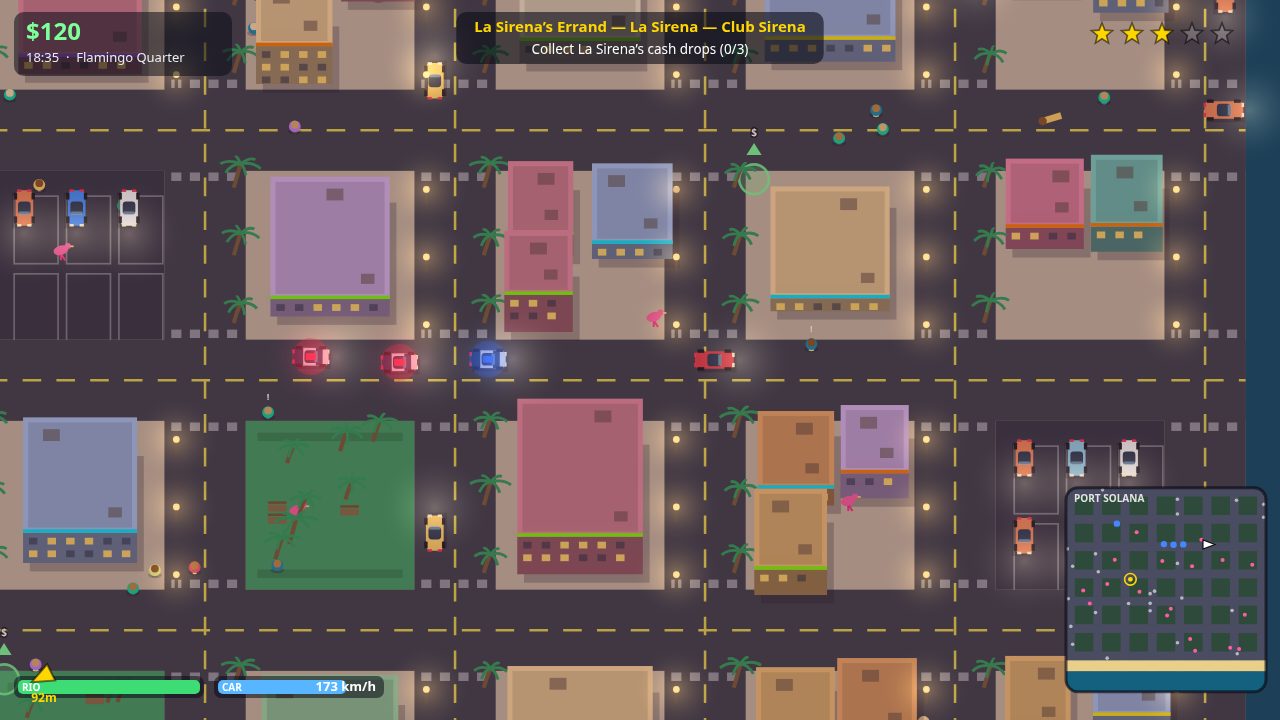 $120
18:35 · Flamingo Quarter
La Sirena's Errand — La Sirena — Club Sirena
Collect La Sirena's cash drops (0/3)
$
!
!
PORT SOLANA
$
RIO
92m
CAR
173 km/h